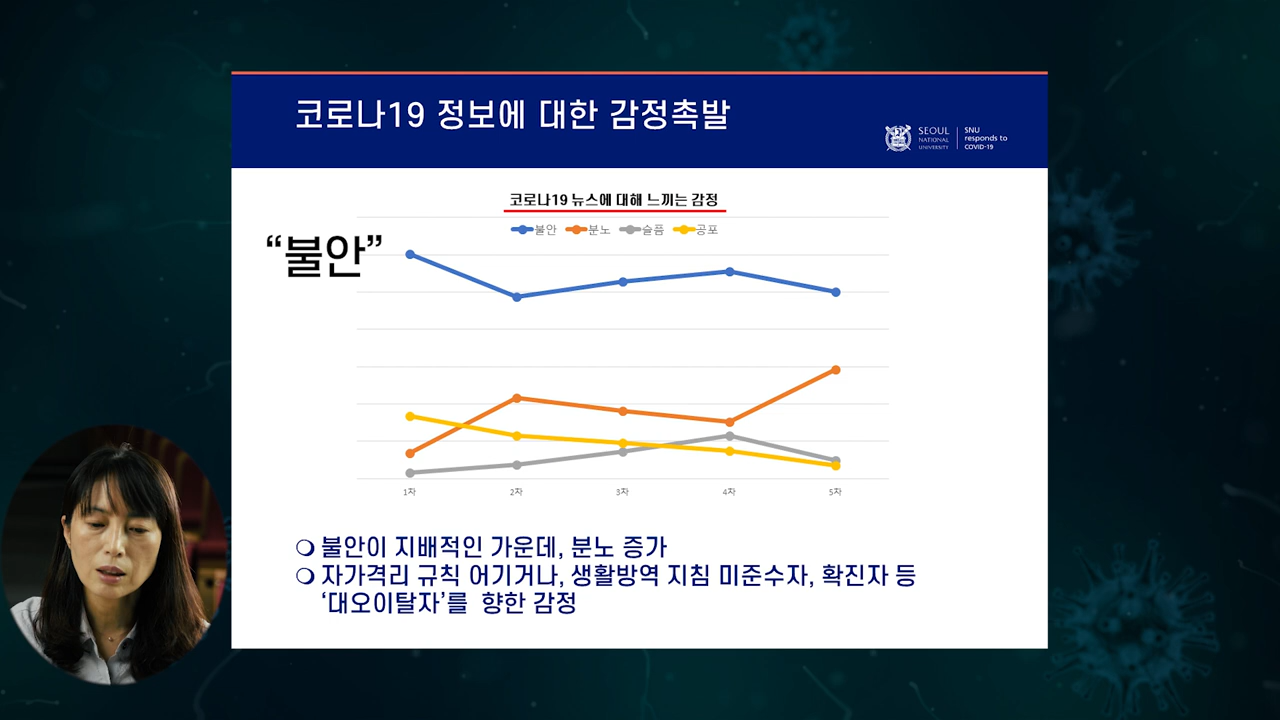 코로나19 정보에 대한 감정촉발
SEOUL
NATIONAL
UNIVERSITY
SNU
responds to
COVID-19
코로나19 뉴스에 대해 느끼는 감정
불안 분노 슬픔 공포
“불안”
1차 2차 3차 4차 5차
불안이 지배적인 가운데, 분노 증가
자가격리 규칙 어기거나, 생활방역 지침 미준수자, 확진자 등
‘대오이탈자’를 향한 감정